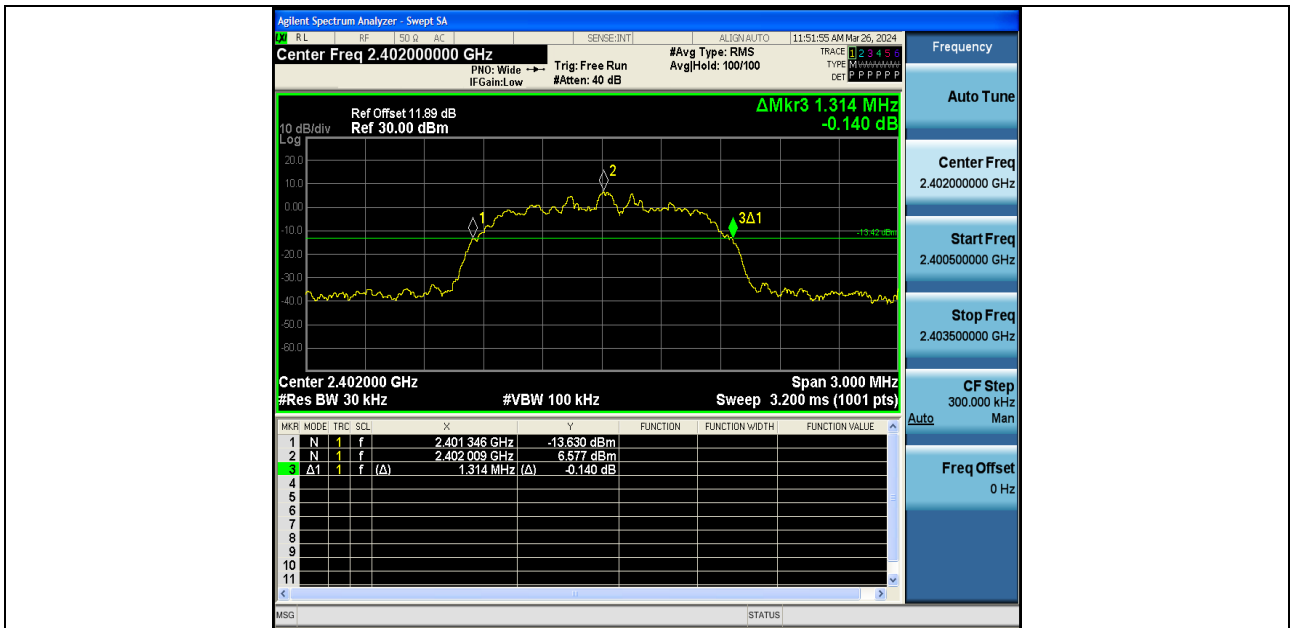 Agilent Spectrum Analyzer - Swept SA
RL RF 50 Ω AC SENSE:INT ALIGN AUTO 11:51:55 AM Mar 26, 2024
Center Freq 2.402000000 GHz
PNO: Wide
IFGain:Low
Trig: Free Run
#Atten: 40 dB
#Avg Type: RMS
Avg|Hold: 100/100
TRACE 1 2 3 4 5 6
TYPE M
DET P P P P P P
ΔMkr3 1.314 MHz
-0.140 dB
Ref Offset 11.89 dB
10 dB/div Ref 30.00 dBm
Log
20.0
10.0
0.00
-10.0
-20.0
-30.0
-40.0
-50.0
-60.0
1
2
3Δ1
-13.42 dBm
Center 2.402000 GHz Span 3.000 MHz
#Res BW 30 kHz #VBW 100 kHz Sweep 3.200 ms (1001 pts)
MKR MODE TRC SCL X Y FUNCTION FUNCTION WIDTH FUNCTION VALUE
1 N 1 f 2.401 346 GHz -13.630 dBm
2 N 1 f 2.402 009 GHz 6.577 dBm
3 Δ1 1 f (Δ) 1.314 MHz (Δ) -0.140 dB
4
5
6
7
8
9
10
11
MSG STATUS
Frequency
Auto Tune
Center Freq
2.402000000 GHz
Start Freq
2.400500000 GHz
Stop Freq
2.403500000 GHz
CF Step
300.000 kHz
Auto Man
Freq Offset
0 Hz